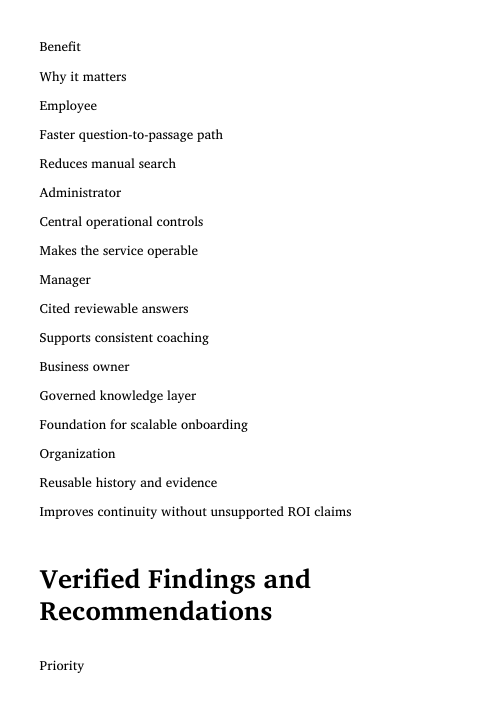 Benefit
Why it matters
Employee
Faster question-to-passage path
Reduces manual search
Administrator
Central operational controls
Makes the service operable
Manager
Cited reviewable answers
Supports consistent coaching
Business owner
Governed knowledge layer
Foundation for scalable onboarding
Organization
Reusable history and evidence
Improves continuity without unsupported ROI claims
Verified Findings and
Recommendations
Priority